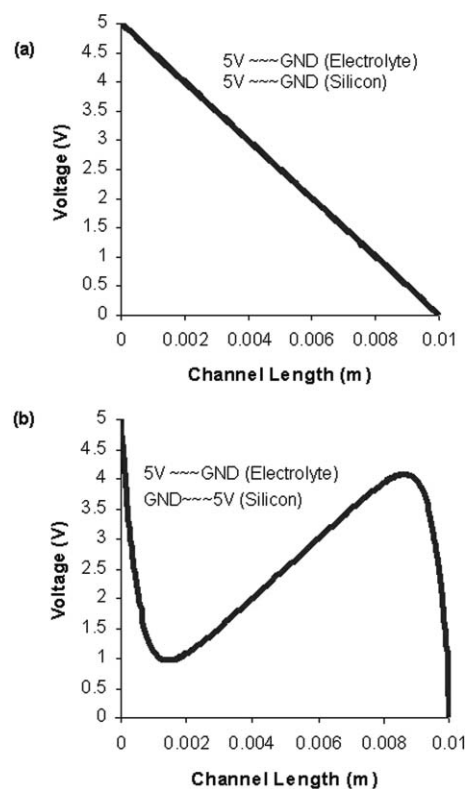 (a)
5V ~~~GND (Electrolyte)
5V ~~~GND (Silicon)
Voltage (V)
5
4.5
4
3.5
3
2.5
2
1.5
1
0.5
0
0 0.002 0.004 0.006 0.008 0.01
Channel Length (m)
(b)
5V ~~~GND (Electrolyte)
GND~~~5V (Silicon)
Voltage (V)
5
4.5
4
3.5
3
2.5
2
1.5
1
0.5
0
0 0.002 0.004 0.006 0.008 0.01
Channel Length (m)